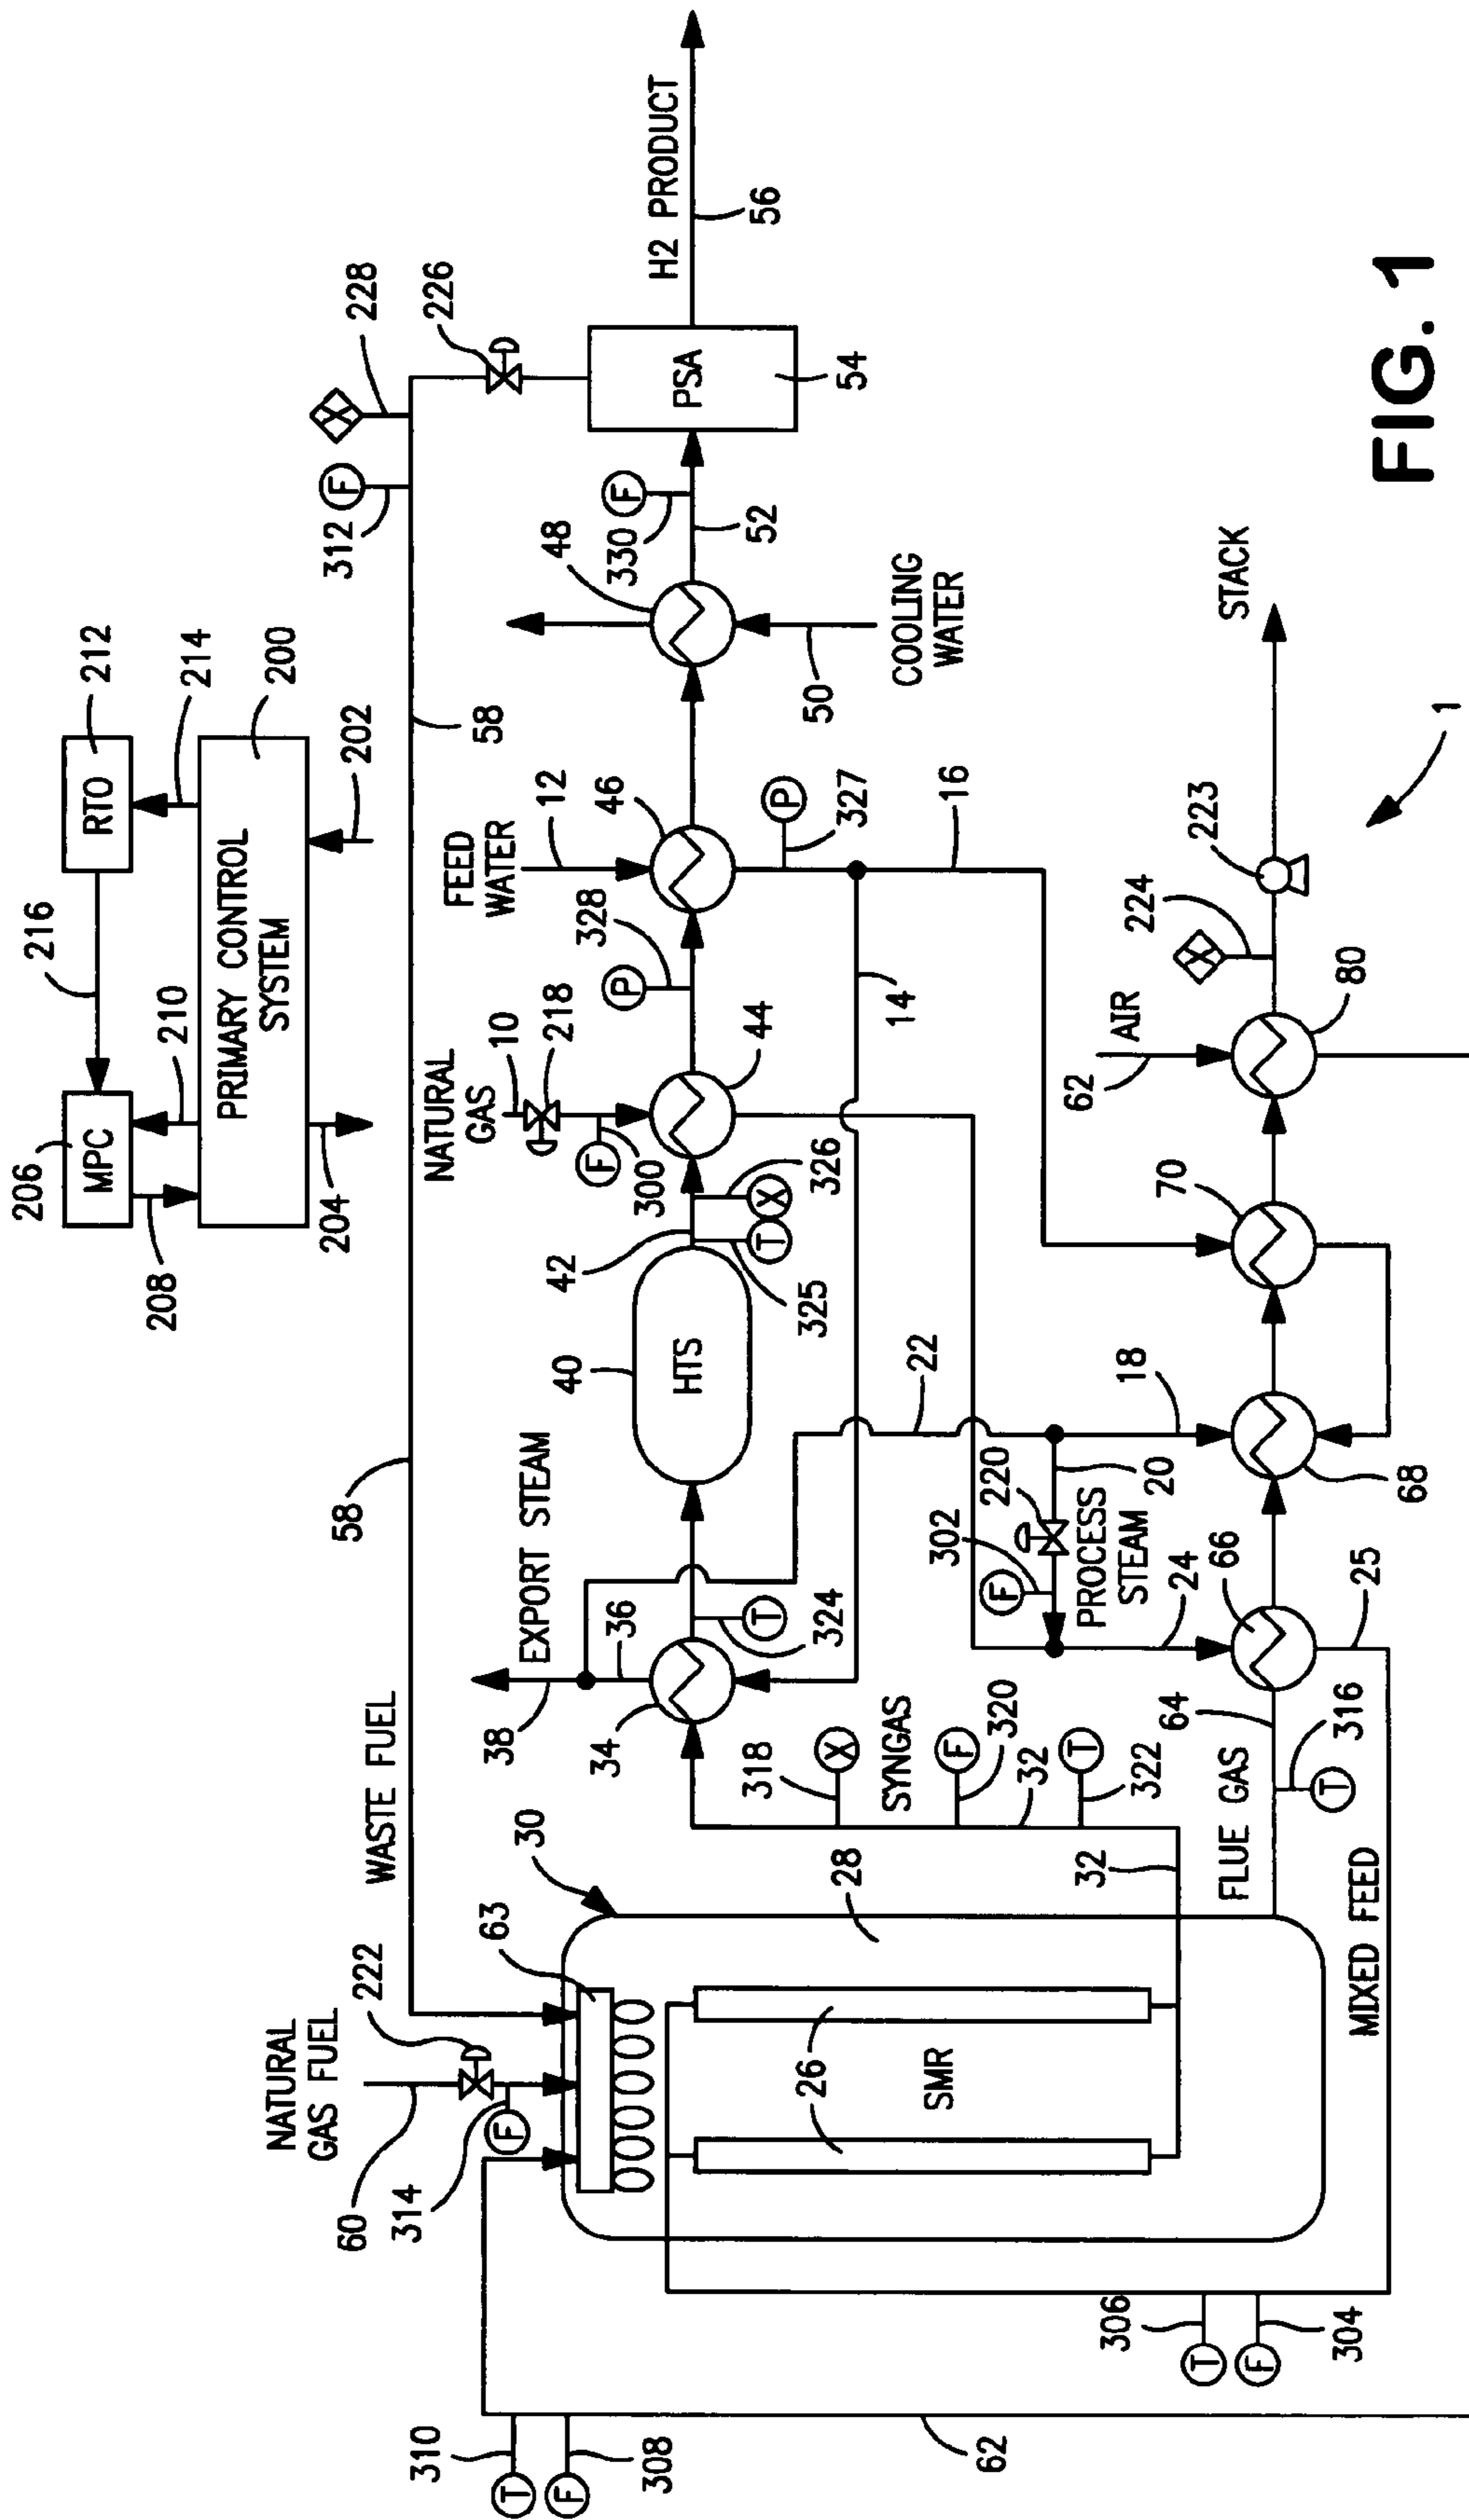 206
MPC
216
RTO
212
210
214
208
PRIMARY CONTROL
SYSTEM
200
204
202
NATURAL
GAS FUEL
222
60
314
F
WASTE FUEL
58
58
312
F
X
228
226
63
30
EXPORT STEAM
38
36
34
40
HTS
42
NATURAL
GAS
10
218
F
300
P
328
FEED
WATER
12
46
48
330
F
PSA
54
H2 PRODUCT
56
52
50
COOLING
WATER
T
324
T
325
X
326
44
P
327
14
16
310
T
F
308
62
26
SMR
28
318
X
SYNGAS
F
320
32
32
T
322
302
F
220
PROCESS
STEAM
20
22
18
24
66
25
68
70
62
AIR
80
X
224
223
STACK
1
FLUE GAS
64
T
316
MIXED FEED
306
T
F
304
FIG. 1